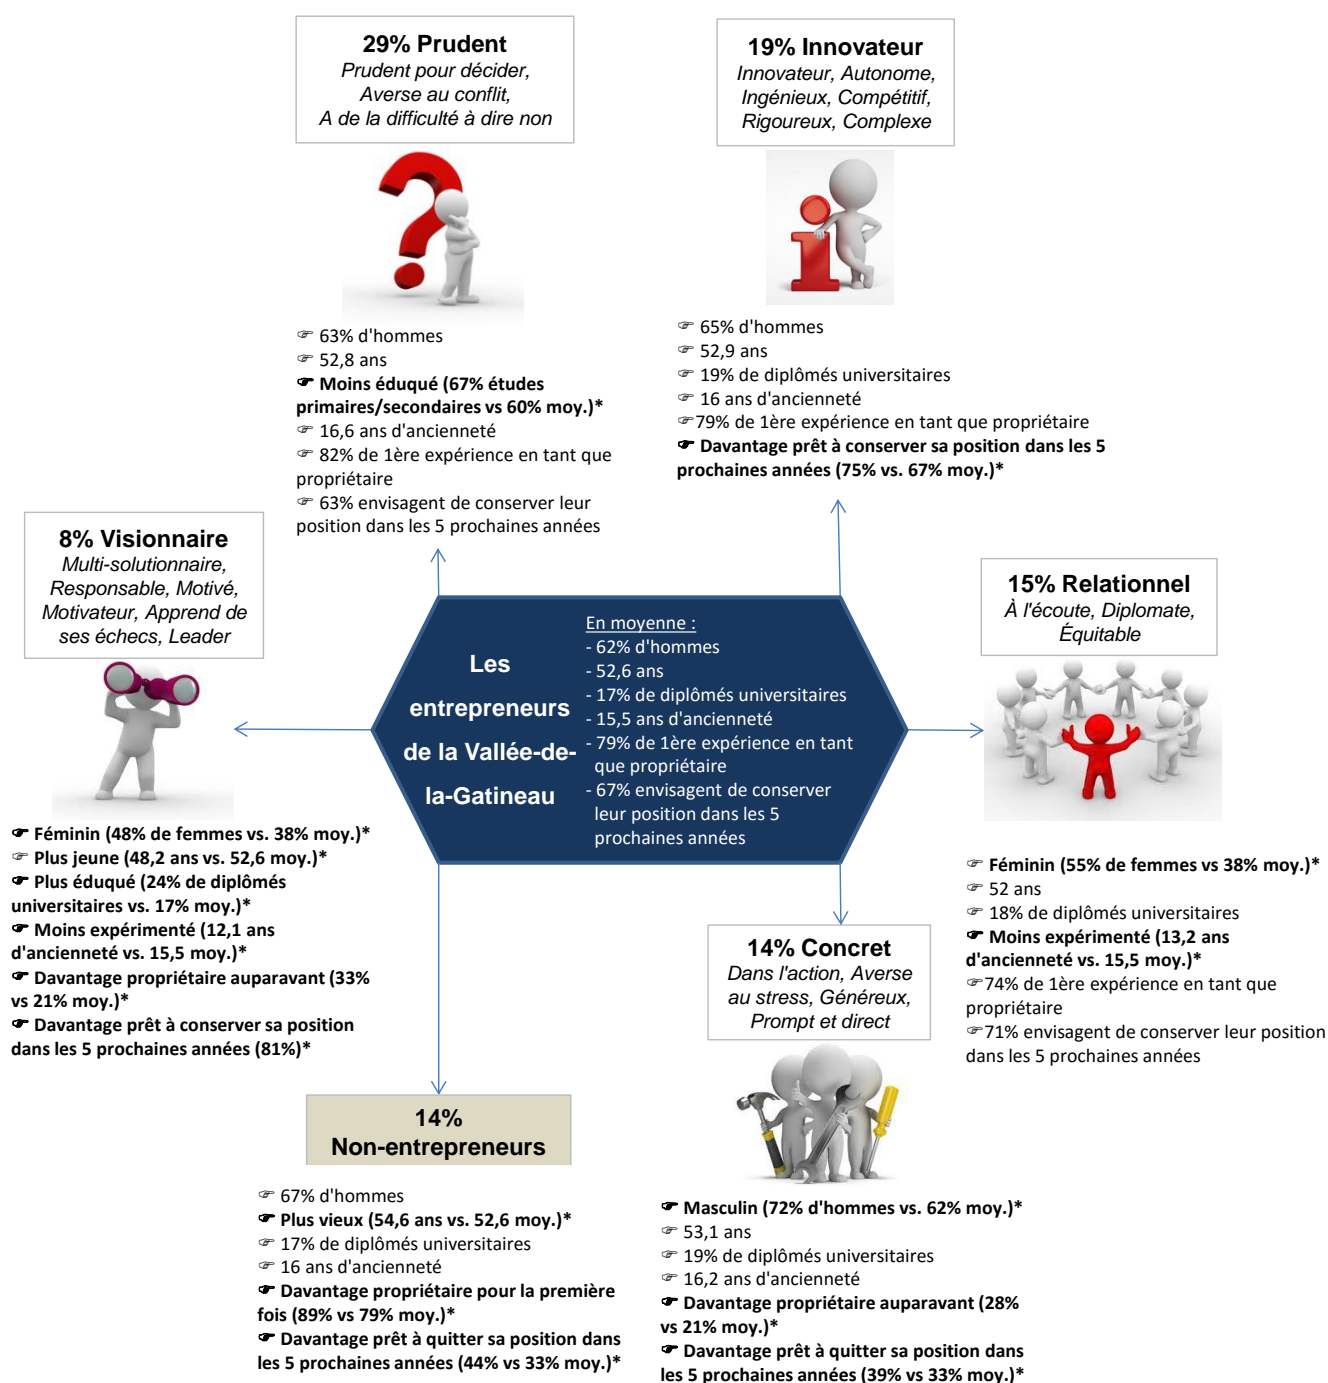 29% Prudent
Prudent pour décider,
Averse au conflit,
A de la difficulté à dire non
☞ 63% d'hommes
☞ 52,8 ans
☛ Moins éduqué (67% études
primaires/secondaires vs 60% moy.)*
☞ 16,6 ans d'ancienneté
☞ 82% de 1ère expérience en tant que
propriétaire
☞ 63% envisagent de conserver leur
position dans les 5 prochaines années
19% Innovateur
Innovateur, Autonome,
Ingénieux, Compétitif,
Rigoureux, Complexe
☞ 65% d'hommes
☞ 52,9 ans
☞ 19% de diplômés universitaires
☞ 16 ans d'ancienneté
☞79% de 1ère expérience en tant que propriétaire
☛ Davantage prêt à conserver sa position dans les 5
prochaines années (75% vs. 67% moy.)*
8% Visionnaire
Multi-solutionnaire,
Responsable, Motivé,
Motivateur, Apprend de
ses échecs, Leader
☛ Féminin (48% de femmes vs. 38% moy.)*
☞ Plus jeune (48,2 ans vs. 52,6 moy.)*
☛ Plus éduqué (24% de diplômés
universitaires vs. 17% moy.)*
☛ Moins expérimenté (12,1 ans
d'ancienneté vs. 15,5 moy.)*
☛ Davantage propriétaire auparavant (33%
vs 21% moy.)*
☛ Davantage prêt à conserver sa position
dans les 5 prochaines années (81%)*
Les
entrepreneurs
de la Vallée-de-
la-Gatineau
En moyenne :
- 62% d'hommes
- 52,6 ans
- 17% de diplômés universitaires
- 15,5 ans d'ancienneté
- 79% de 1ère expérience en tant
que propriétaire
- 67% envisagent de conserver
leur position dans les 5
prochaines années
15% Relationnel
À l'écoute, Diplomate,
Équitable
☞ Féminin (55% de femmes vs 38% moy.)*
☞ 52 ans
☞ 18% de diplômés universitaires
☛ Moins expérimenté (13,2 ans
d'ancienneté vs. 15,5 moy.)*
☞74% de 1ère expérience en tant que
propriétaire
☞71% envisagent de conserver leur position
dans les 5 prochaines années
14%
Non-entrepreneurs
☞ 67% d'hommes
☛ Plus vieux (54,6 ans vs. 52,6 moy.)*
☞ 17% de diplômés universitaires
☞ 16 ans d'ancienneté
☛ Davantage propriétaire pour la première
fois (89% vs 79% moy.)*
☛ Davantage prêt à quitter sa position dans
les 5 prochaines années (44% vs 33% moy.)*
14% Concret
Dans l'action, Averse
au stress, Généreux,
Prompt et direct
☛ Masculin (72% d'hommes vs. 62% moy.)*
☞ 53,1 ans
☞ 19% de diplômés universitaires
☞ 16,2 ans d'ancienneté
☛ Davantage propriétaire auparavant (28%
vs 21% moy.)*
☛ Davantage prêt à quitter sa position dans
les 5 prochaines années (39% vs 33% moy.)*